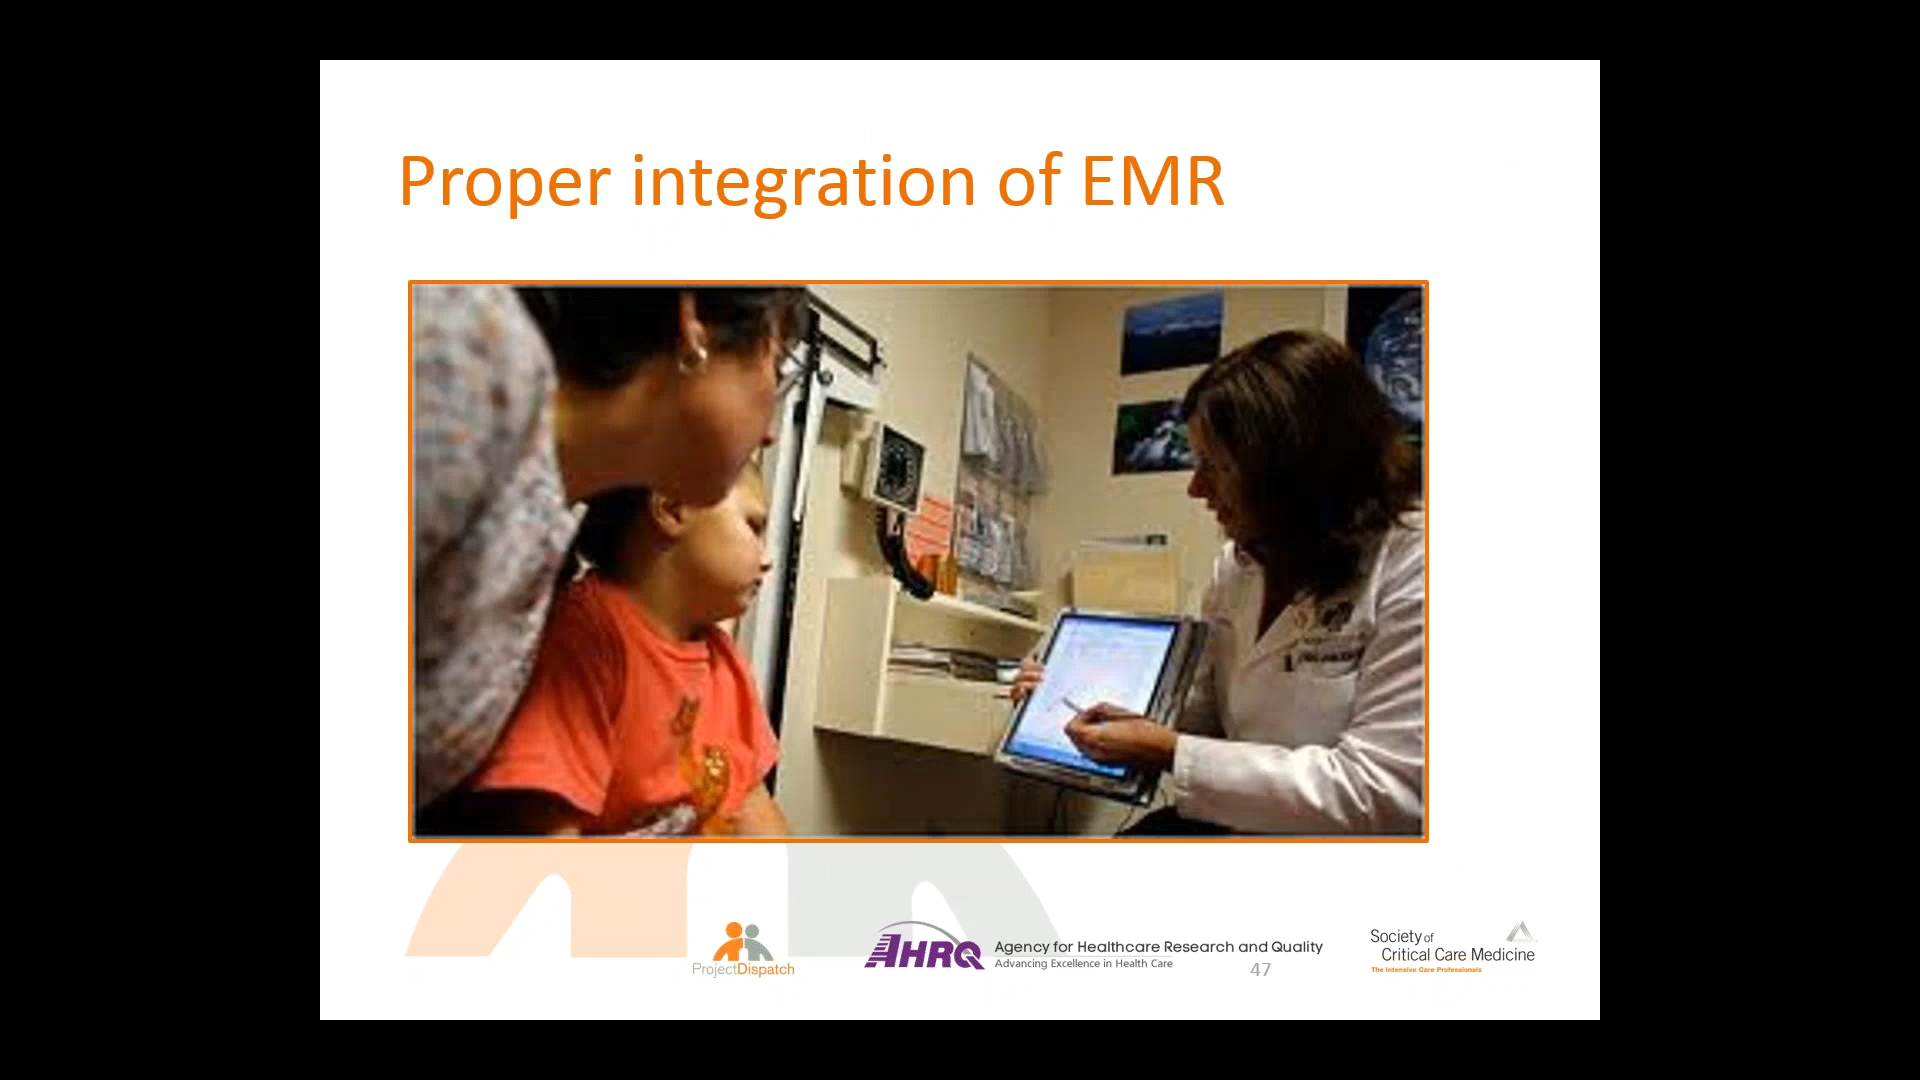 Proper integration of EMR
ProjectDispatch
AHRQ
Agency for Healthcare Research and Quality
Advancing Excellence in Health Care
47
Society of
Critical Care Medicine
The Intensive Care Professionals